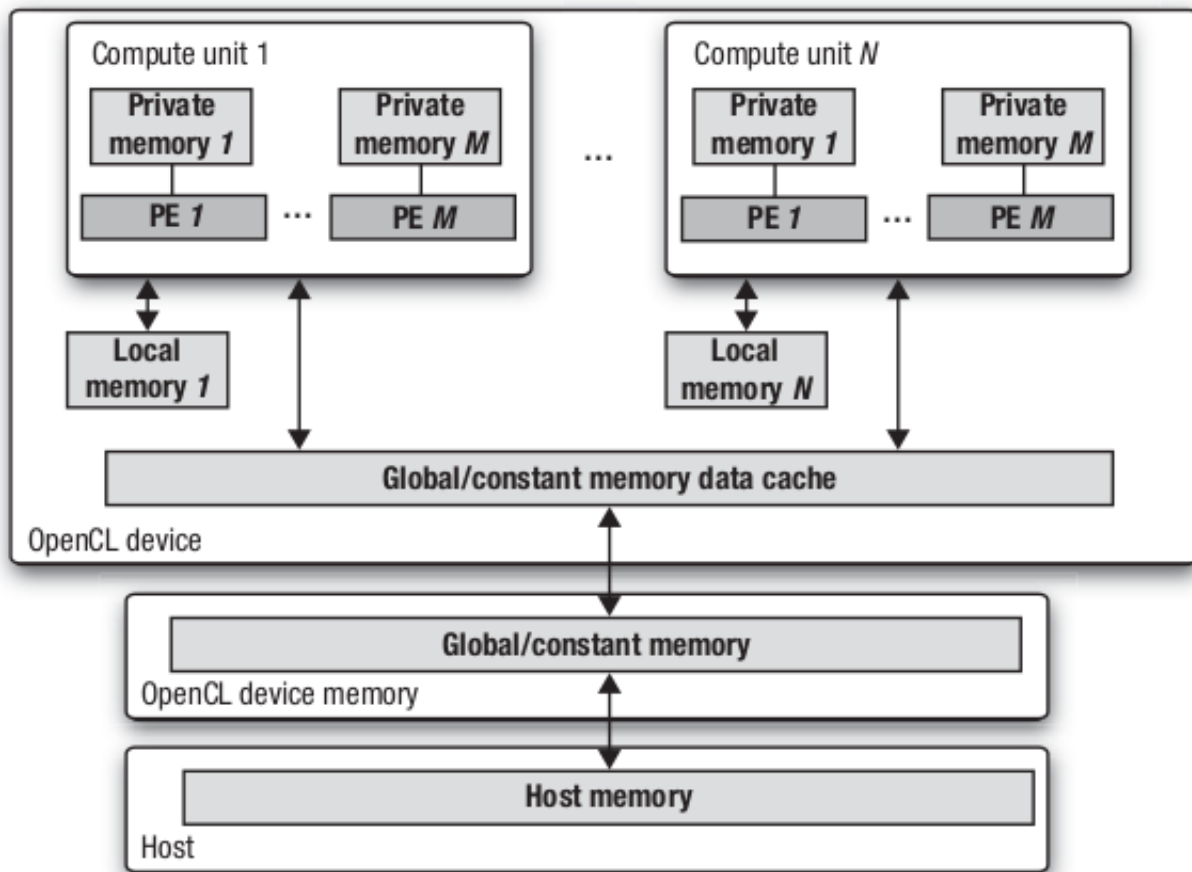 Compute unit 1
Private
memory 1
Private
memory M
PE 1
...
PE M
Local
memory 1
...
Compute unit N
Private
memory 1
Private
memory M
PE 1
...
PE M
Local
memory N
Global/constant memory data cache
OpenCL device
Global/constant memory
OpenCL device memory
Host memory
Host